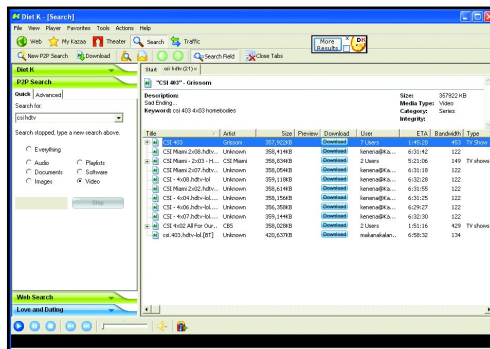 Diet K - [Search]
File View Player Favorites Tools Actions Help
Web My Kazaa Theater Search Traffic
More Results X DK
New P2P Search Download Search Field Close Tabs
Diet K
P2P Search
Quick Advanced
Search for:
csi hdtv
Search stopped, type a new search above.
Everything
Audio Playlists
Documents Software
Images Video
Stop
Web Search
Love and Dating
Start csi hdtv (21) x
"CSI 403" - Grissom
Description: Size: 357922 KB
Sad Ending... Media Type: Video
Keyword: csi 403 4x03 homebodies Category: Series
Integrity:
Title Artist Size Preview Download User ETA Bandwidth Type
CSI 403 Grissom 357,922KB Download 7 Users 1:45:20 453 TV Show
CSI Miami 2x08.hdtv... Unknown 358,414KB Download kenena@Ka... 6:31:42 122
CSI Miami - 2x03 - H... CSI Miami 358,834KB Download 2 Users 5:21:06 149 TV shows
CSI Miami 2x07.hdtv... Unknown 358,054KB Download kenena@Ka... 6:31:18 122
CSI - 4x08.hdtv-lol Unknown 359,118KB Download kenena@Ka... 6:32:28 122
CSI Miami 2x02.hdtv... Unknown 358,614KB Download kenena@Ka... 6:31:55 122
CSI - 4x04.hdtv-lol.... Unknown 358,156KB Download kenena@Ka... 6:31:25 122
CSI - 4x06.hdtv-lol.... Unknown 356,358KB Download kenena@Ka... 6:29:27 122
CSI - 4x07.hdtv-lol.... Unknown 359,144KB Download kenena@Ka... 6:32:30 122
CSI 4x02 All For Our... CBS 358,028KB Download 2 Users 1:51:16 429 TV shows
csi.403.hdtv-lol.[BT] Unknown 420,637KB Download makanakalan... 6:58:32 134